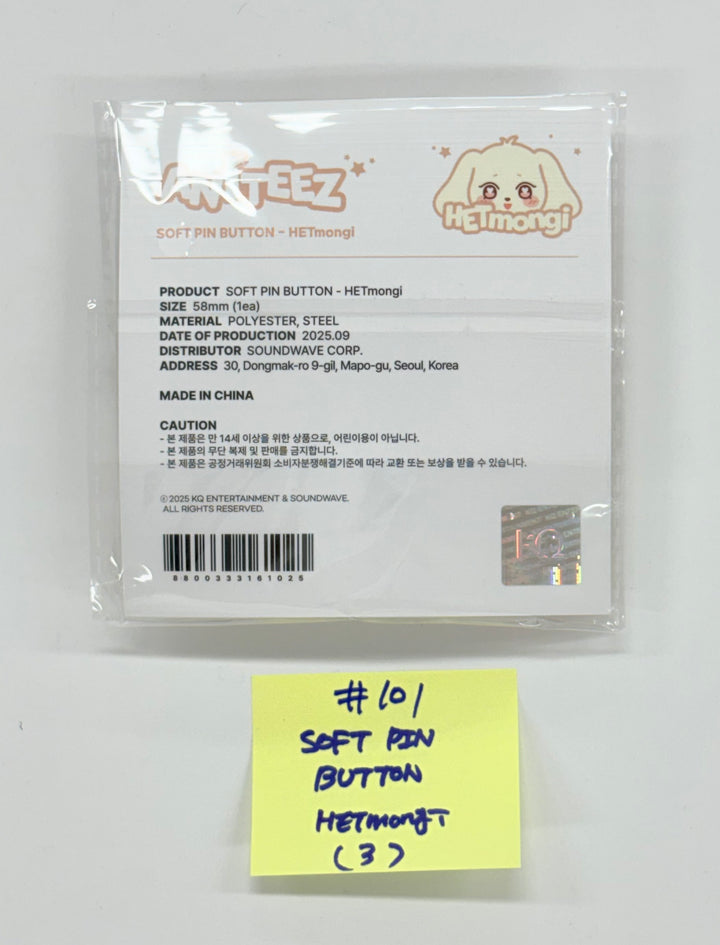 ANITEEZ
HETmongi
SOFT PIN BUTTON - HETmongi
PRODUCT SOFT PIN BUTTON - HETmongi
SIZE 58mm (1ea)
MATERIAL POLYESTER, STEEL
DATE OF PRODUCTION 2025.09
DISTRIBUTOR SOUNDWAVE CORP.
ADDRESS 30, Dongmak-ro 9-gil, Mapo-gu, Seoul, Korea
MADE IN CHINA
CAUTION
- 본 제품은 만 14세 이상을 위한 상품으로, 어린이용이 아닙니다.
- 본 제품의 무단 복제 및 판매를 금지합니다.
- 본 제품은 공정거래위원회 소비자분쟁해결기준에 따라 교환 또는 보상을 받을 수 있습니다.
©2025 KQ ENTERTAINMENT & SOUNDWAVE.
ALL RIGHTS RESERVED.
8800333161025
KQ
#101
SOFT PIN
BUTTON
HETmongI
(3)